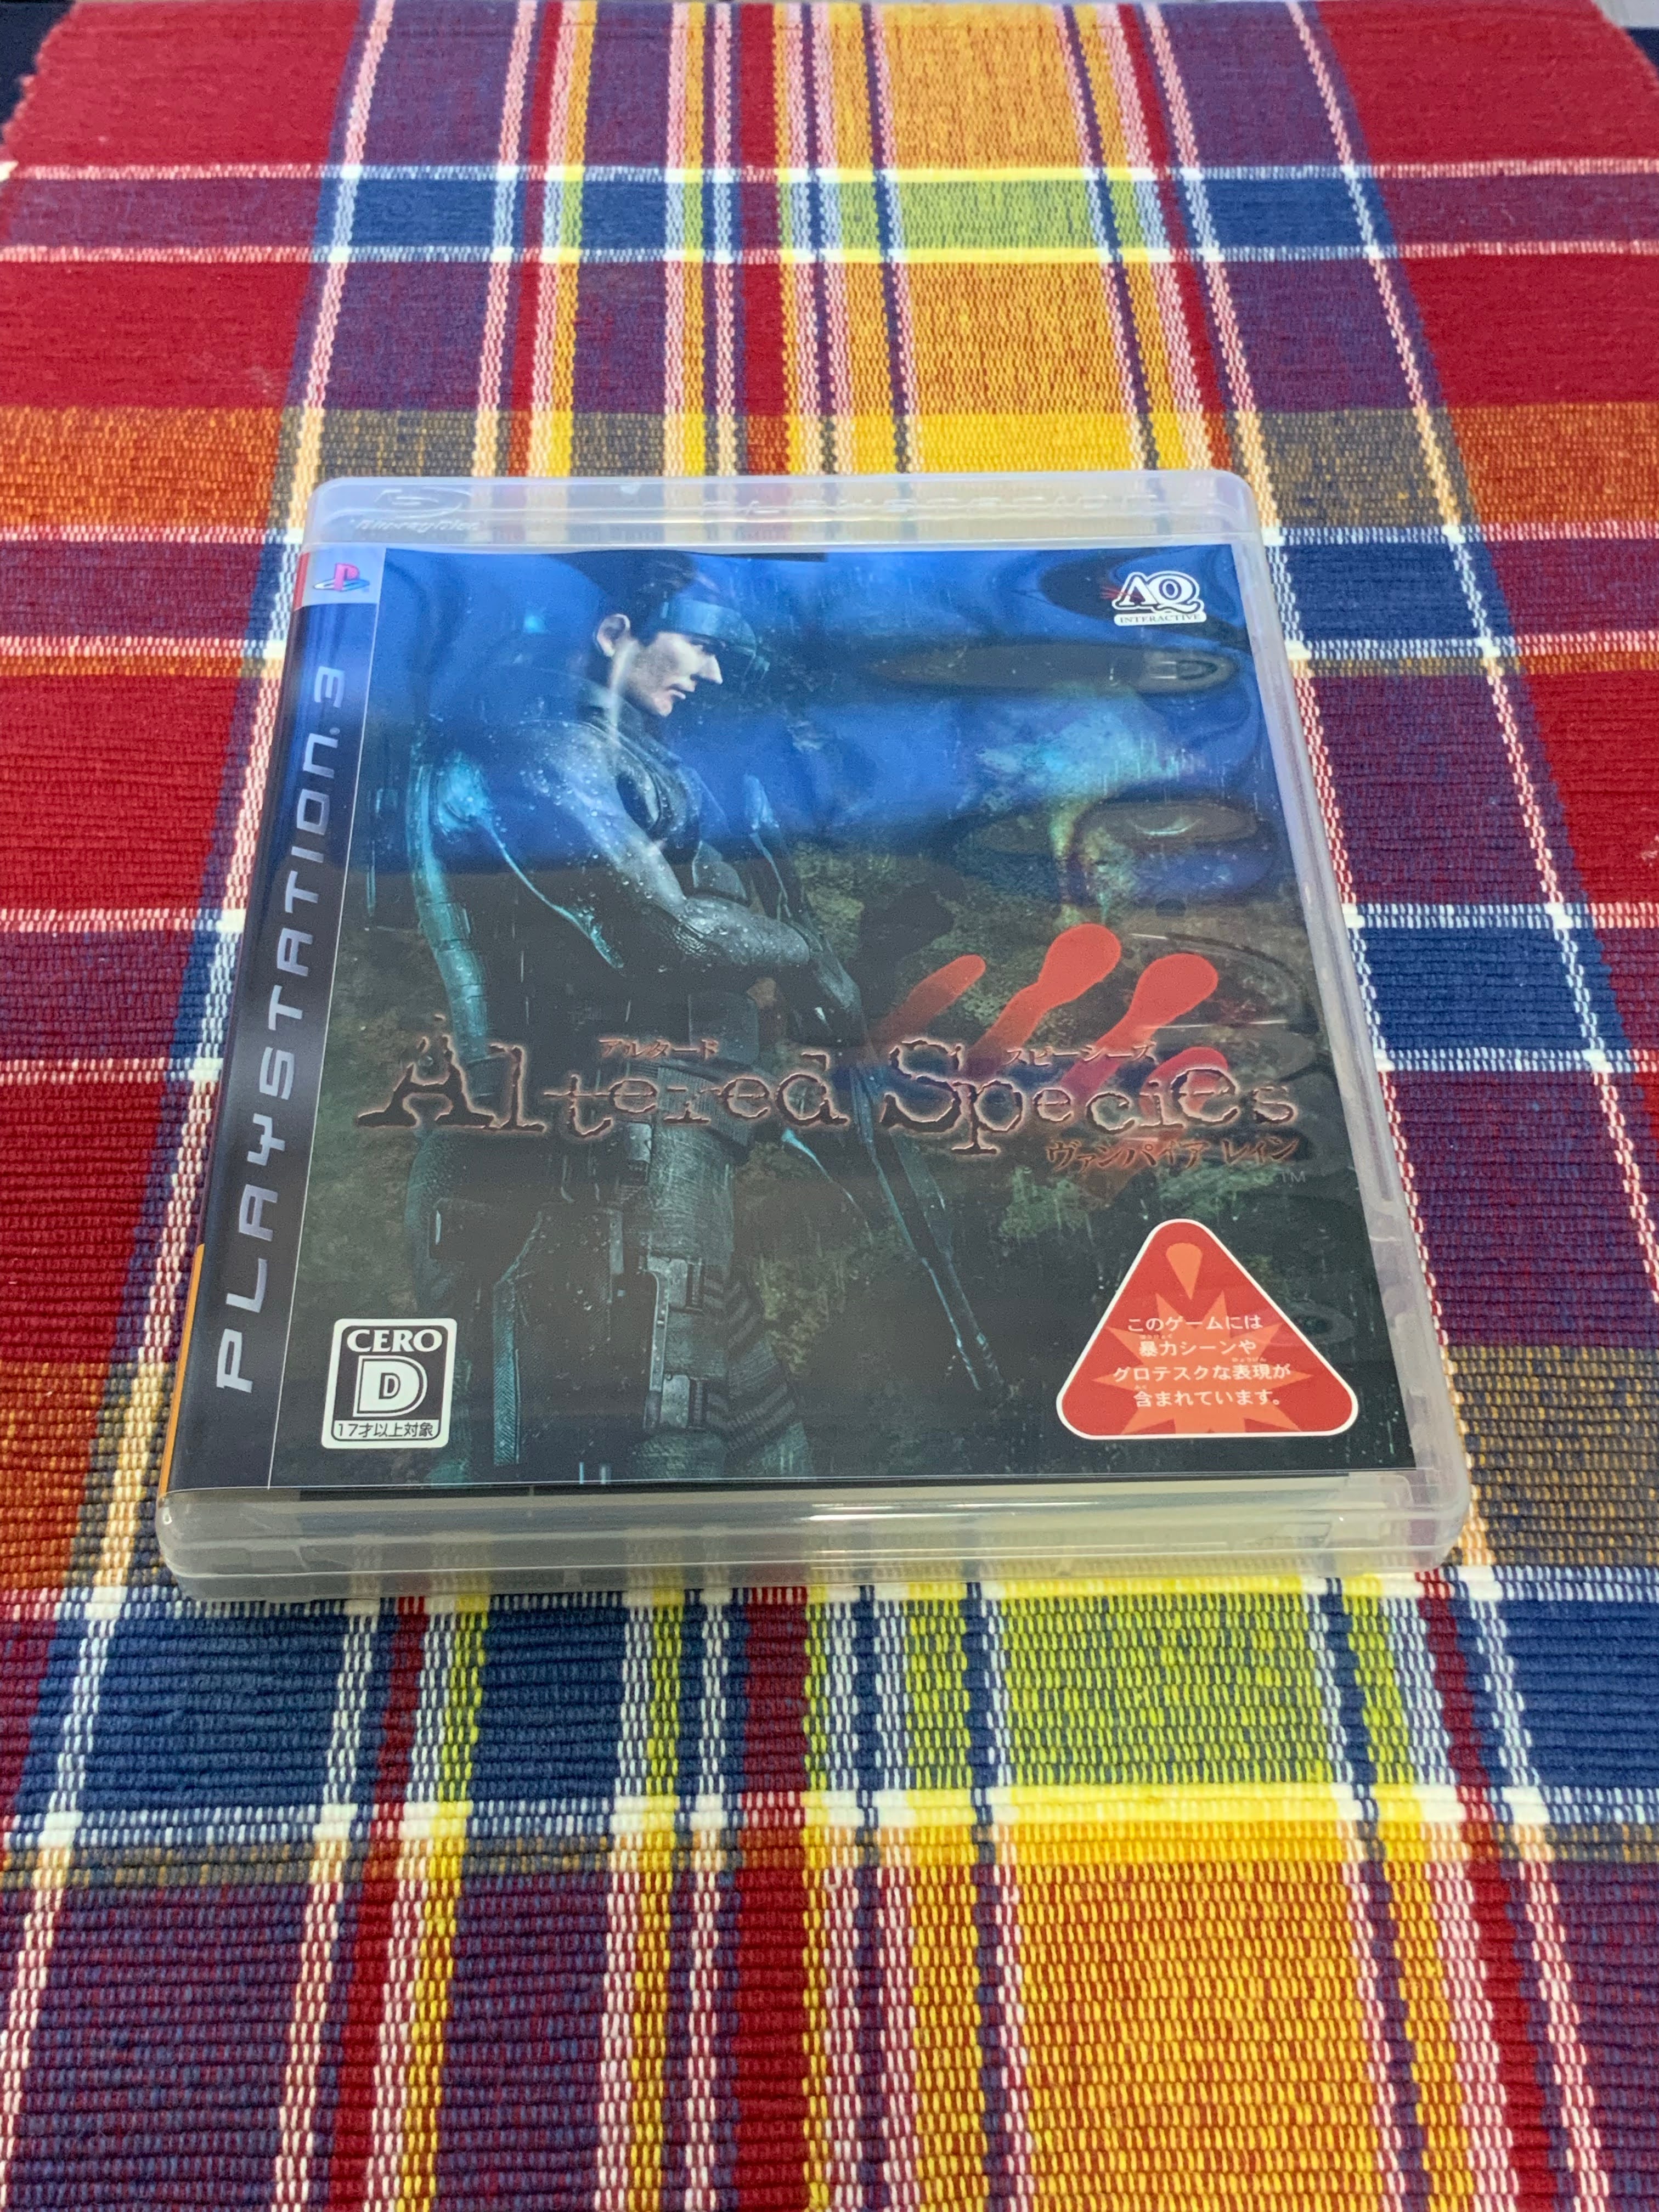 Blu-ray Disc
PLAYSTATION 3
AQ
INTERACTIVE
アルタード スピーシーズ
Altered Species
ヴァンパイア レイン
TM
CERO
D
17才以上対象
このゲームには
暴力シーンや
グロテスクな表現が
含まれています。
PLAYSTATION®3